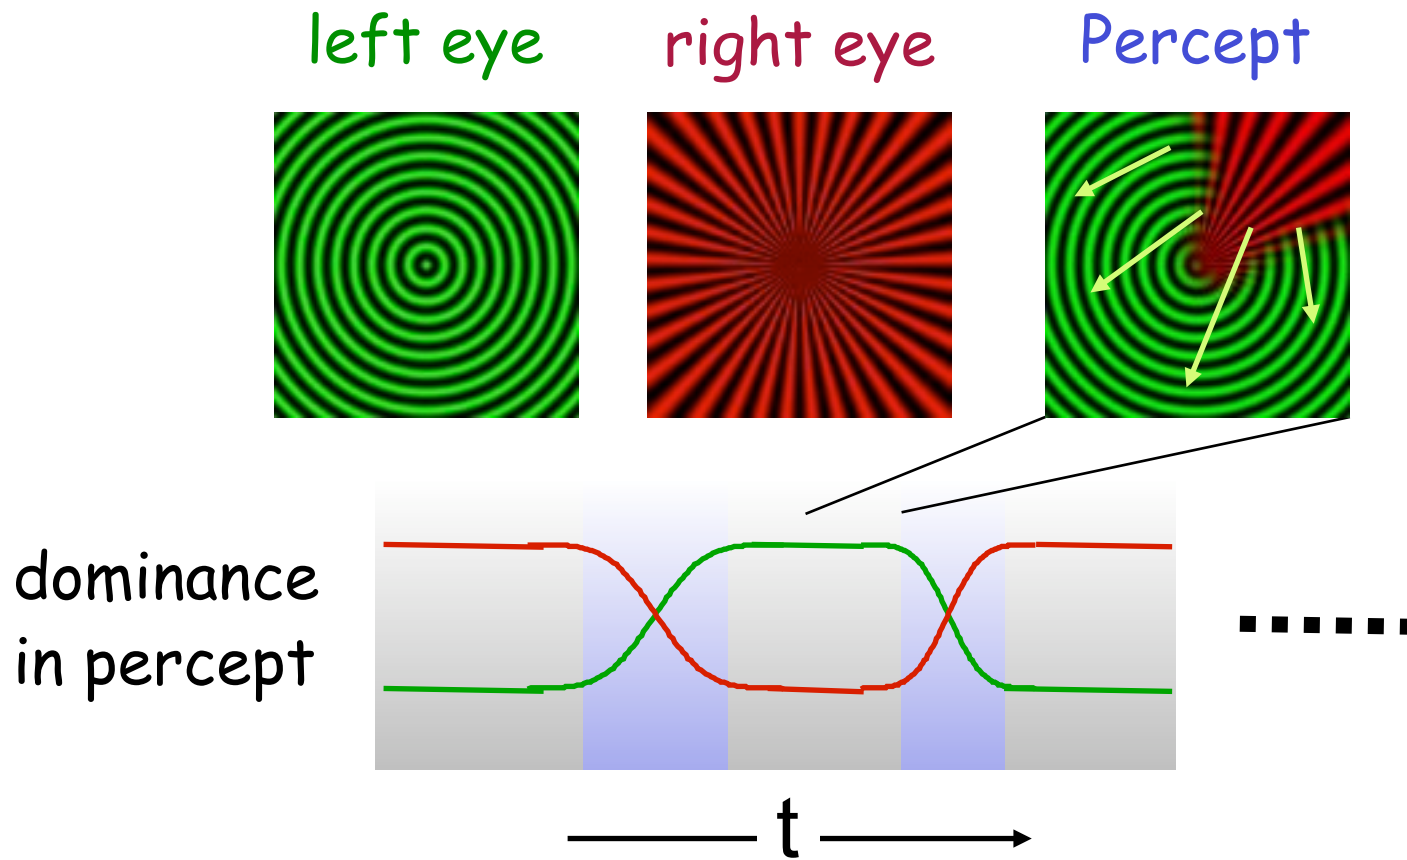 left eye
right eye
Percept
dominance
in percept
t